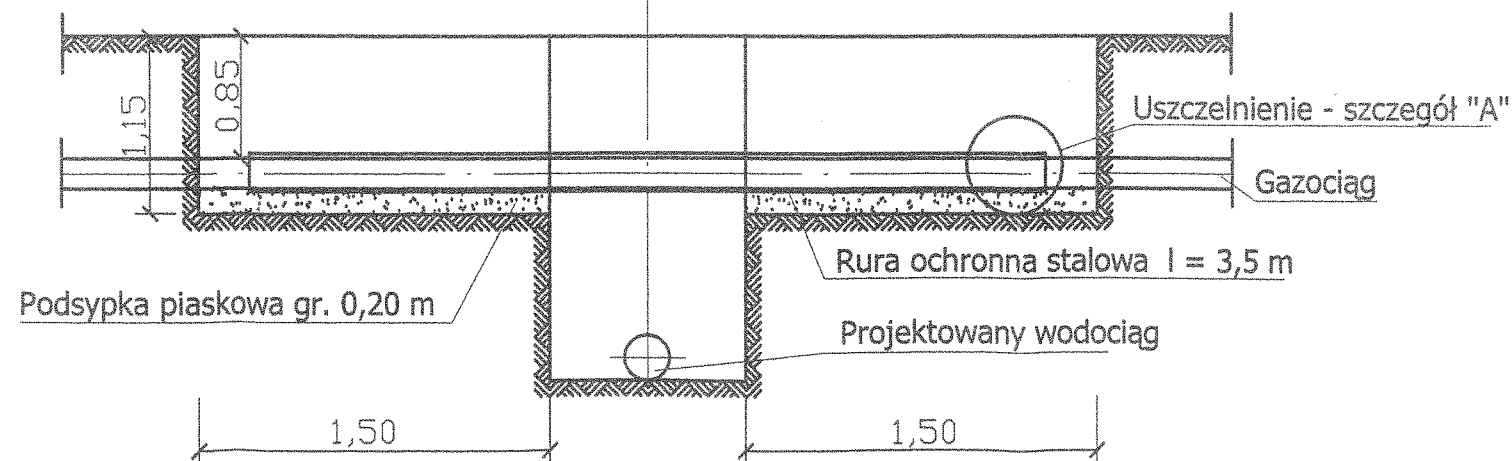 1,15
0,85
Uszczelnienie - szczegół "A"
Gazociąg
Rura ochronna stalowa l = 3,5 m
Podsypka piaskowa gr. 0,20 m
Projektowany wodociąg
1,50
1,50